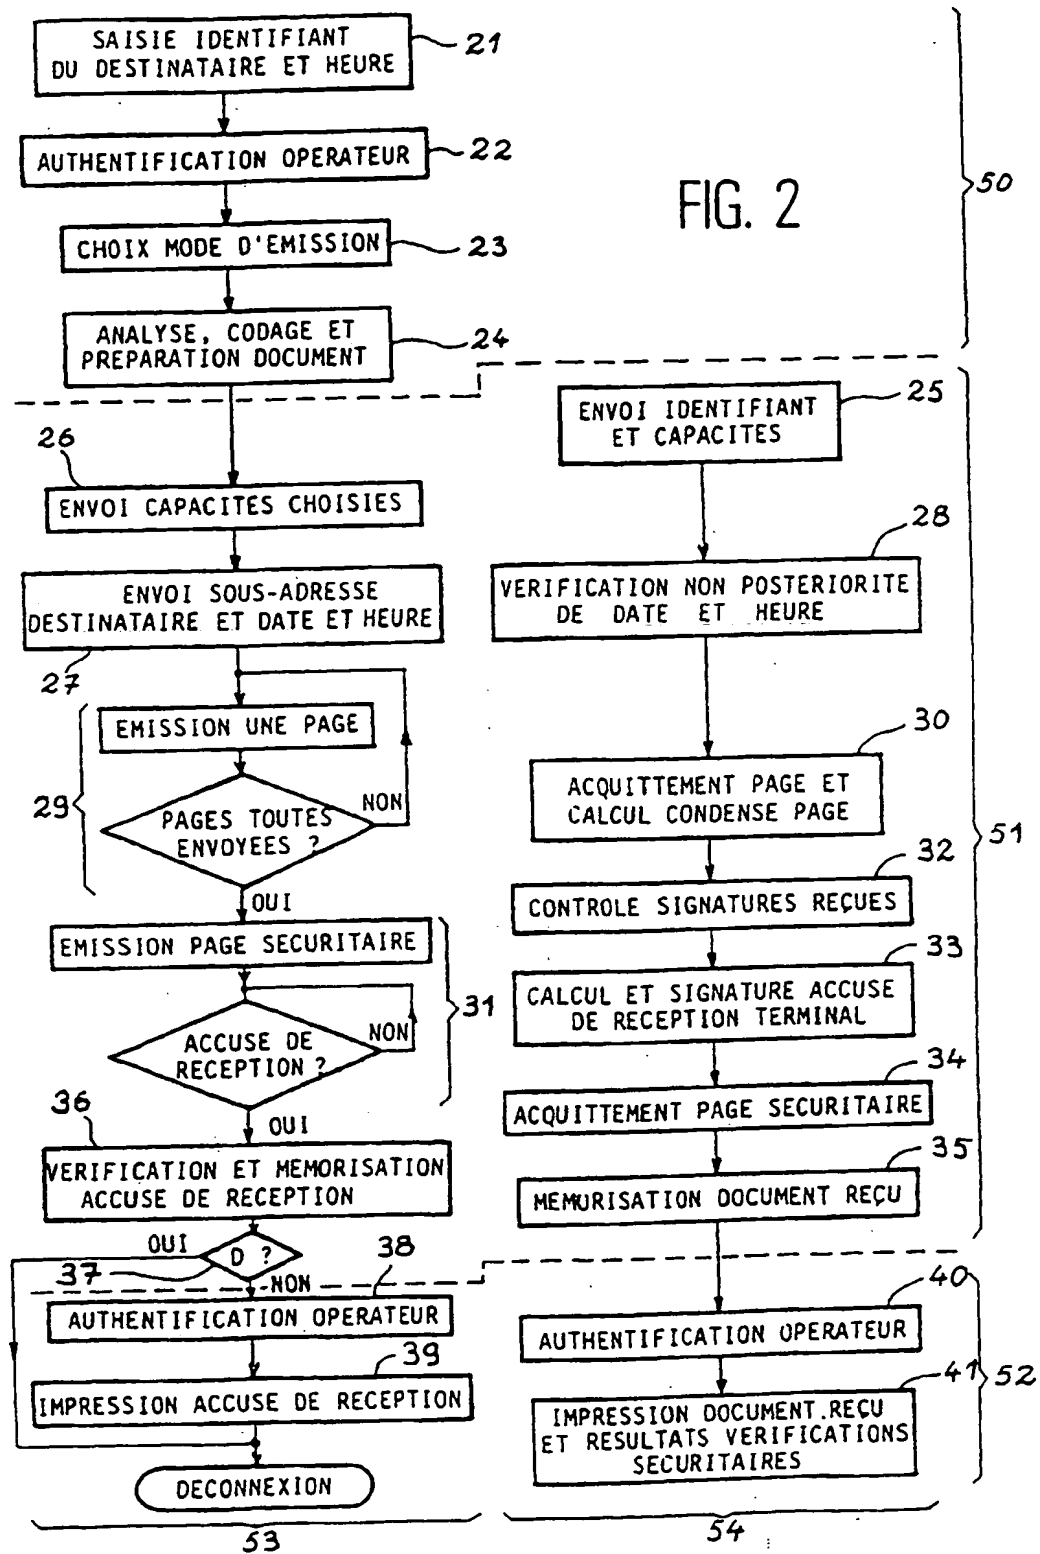 SAISIE IDENTIFIANT
DU DESTINATAIRE ET HEURE
21
AUTHENTIFICATION OPERATEUR
22
CHOIX MODE D'EMISSION
23
ANALYSE, CODAGE ET
PREPARATION DOCUMENT
24
FIG. 2
50
26
ENVOI CAPACITES CHOISIES
ENVOI SOUS-ADRESSE
DESTINATAIRE ET DATE ET HEURE
27
29
EMISSION UNE PAGE
PAGES TOUTES
ENVOYEES ?
NON
OUI
EMISSION PAGE SECURITAIRE
ACCUSE DE
RECEPTION ?
NON
31
OUI
36
VERIFICATION ET MEMORISATION
ACCUSE DE RECEPTION
OUI
D ?
37
NON
38
AUTHENTIFICATION OPERATEUR
39
IMPRESSION ACCUSE DE RECEPTION
DECONNEXION
53
ENVOI IDENTIFIANT
ET CAPACITES
25
28
VERIFICATION NON POSTERIORITE
DE DATE ET HEURE
30
ACQUITTEMENT PAGE ET
CALCUL CONDENSE PAGE
51
32
CONTROLE SIGNATURES REÇUES
33
CALCUL ET SIGNATURE ACCUSE
DE RECEPTION TERMINAL
34
ACQUITTEMENT PAGE SECURITAIRE
35
MEMORISATION DOCUMENT REÇU
40
AUTHENTIFICATION OPERATEUR
41
52
IMPRESSION DOCUMENT.REÇU
ET RESULTATS VERIFICATIONS
SECURITAIRES
54